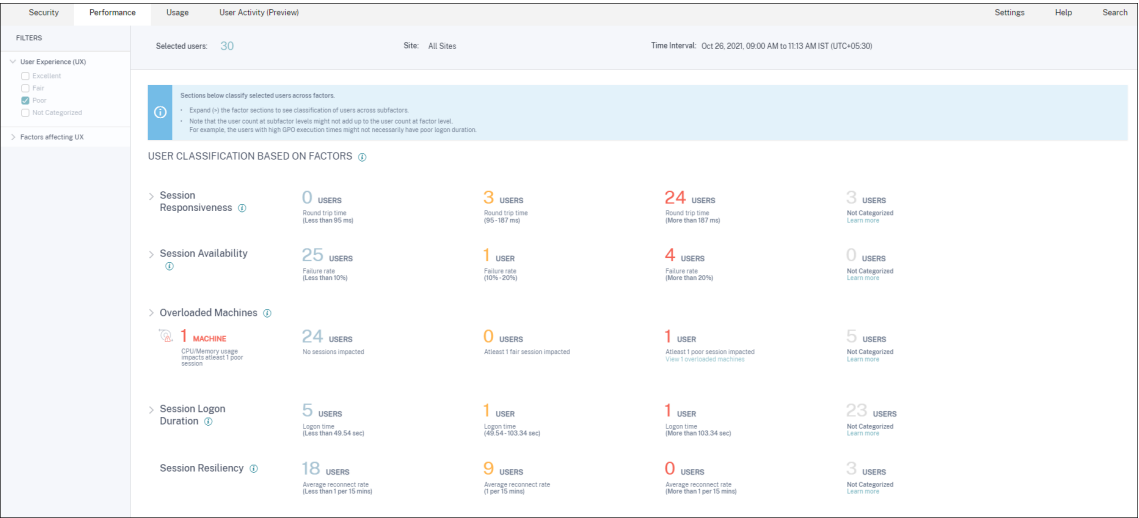 Security Performance Usage User Activity (Preview) Settings Help Search
FILTERS
Selected users: 30 Site: All Sites Time Interval: Oct 26, 2021, 09:00 AM to 11:13 AM IST (UTC+05:30)
User Experience (UX)
Excellent
Fair
Poor
Not Categorized
Factors affecting UX
Sections below classify selected users across factors.
• Expand (>) the factor sections to see classification of users across subfactors.
• Note that the user count at subfactor levels might not add up to the user count at factor level.
For example, the users with high GPO execution times might not necessarily have poor logon duration.
USER CLASSIFICATION BASED ON FACTORS
Session Responsiveness
0 USERS
Round trip time
(Less than 95 ms)
3 USERS
Round trip time
(95-187 ms)
24 USERS
Round trip time
(More than 187 ms)
3 USERS
Not Categorized
Learn more
Session Availability
25 USERS
Failure rate
(Less than 10%)
1 USER
Failure rate
(10% - 20%)
4 USERS
Failure rate
(More than 20%)
0 USERS
Not Categorized
Learn more
Overloaded Machines
1 MACHINE
CPU/Memory usage
impacts atleast 1 poor
session
24 USERS
No sessions impacted
0 USERS
Atleast 1 fair session impacted
1 USER
Atleast 1 poor session impacted
View 1 overloaded machines
5 USERS
Not Categorized
Learn more
Session Logon
Duration
5 USERS
Logon time
(Less than 49.54 sec)
1 USER
Logon time
(49.54 - 103.34 sec)
1 USER
Logon time
(More than 103.34 sec)
23 USERS
Not Categorized
Learn more
Session Resiliency
18 USERS
Average reconnect rate
(Less than 1 per 15 mins)
9 USERS
Average reconnect rate
(1 per 15 mins)
0 USERS
Average reconnect rate
(More than 1 per 15 mins)
3 USERS
Not Categorized
Learn more